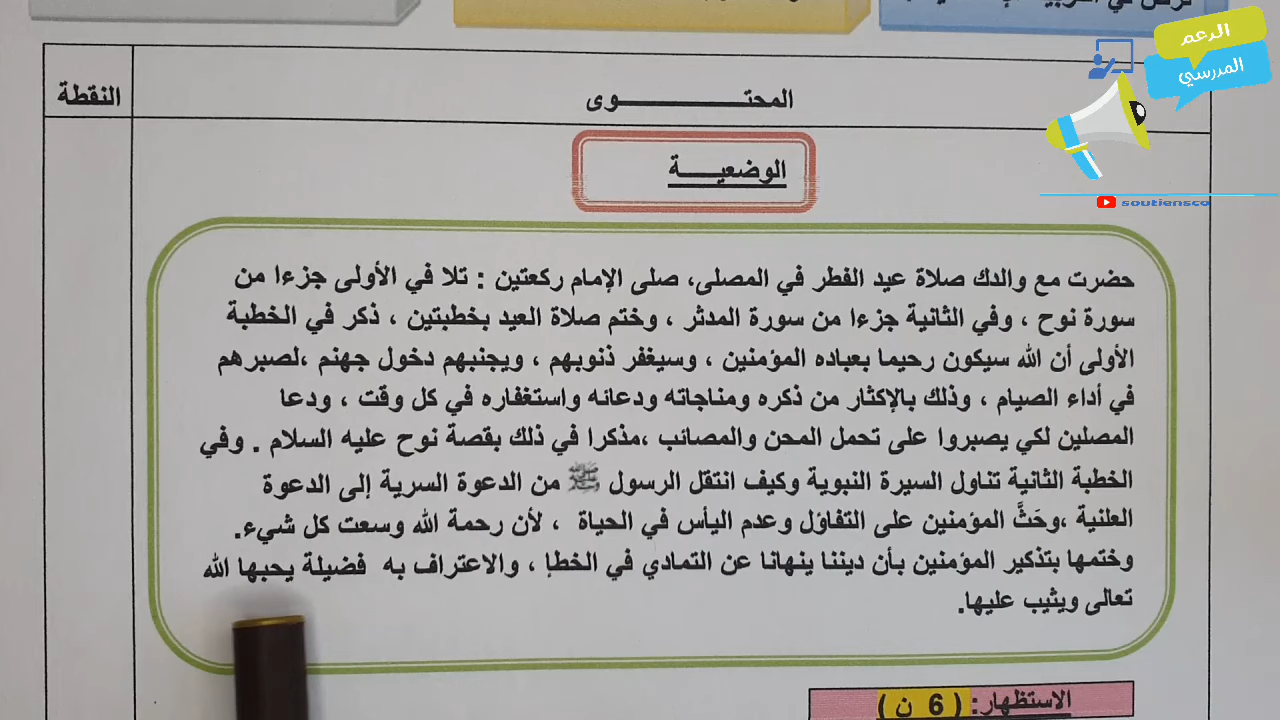 الدعم
المدرسي
soutiensco
المحتــــــــوى
النقطة
الوضعيـــــة
حضرت مع والدك صلاة عيد الفطر في المصلى، صلى الإمام ركعتين : تلا في الأولى جزءا من
سورة نوح ، وفي الثانية جزءا من سورة المدثر ، وختم صلاة العيد بخطبتين ، ذكر في الخطبة
الأولى أن الله سيكون رحيما بعباده المؤمنين ، وسيغفر ذنوبهم ، ويجنبهم دخول جهنم ،لصبرهم
في أداء الصيام ، وذلك بالإكثار من ذكره ومناجاته ودعائه واستغفاره في كل وقت ، ودعا
المصلين لكي يصبروا على تحمل المحن والمصائب ،مذكرا في ذلك بقصة نوح عليه السلام . وفي
الخطبة الثانية تناول السيرة النبوية وكيف انتقل الرسول ﷺ من الدعوة السرية إلى الدعوة
العلنية ،وحَثَّ المؤمنين على التفاؤل وعدم اليأس في الحياة ، لأن رحمة الله وسعت كل شيء.
وختمها بتذكير المؤمنين بأن ديننا ينهانا عن التمادي في الخطإ ، والاعتراف به فضيلة يحبها الله
تعالى ويثيب عليها.
الاستظهار: ( 6 ن )